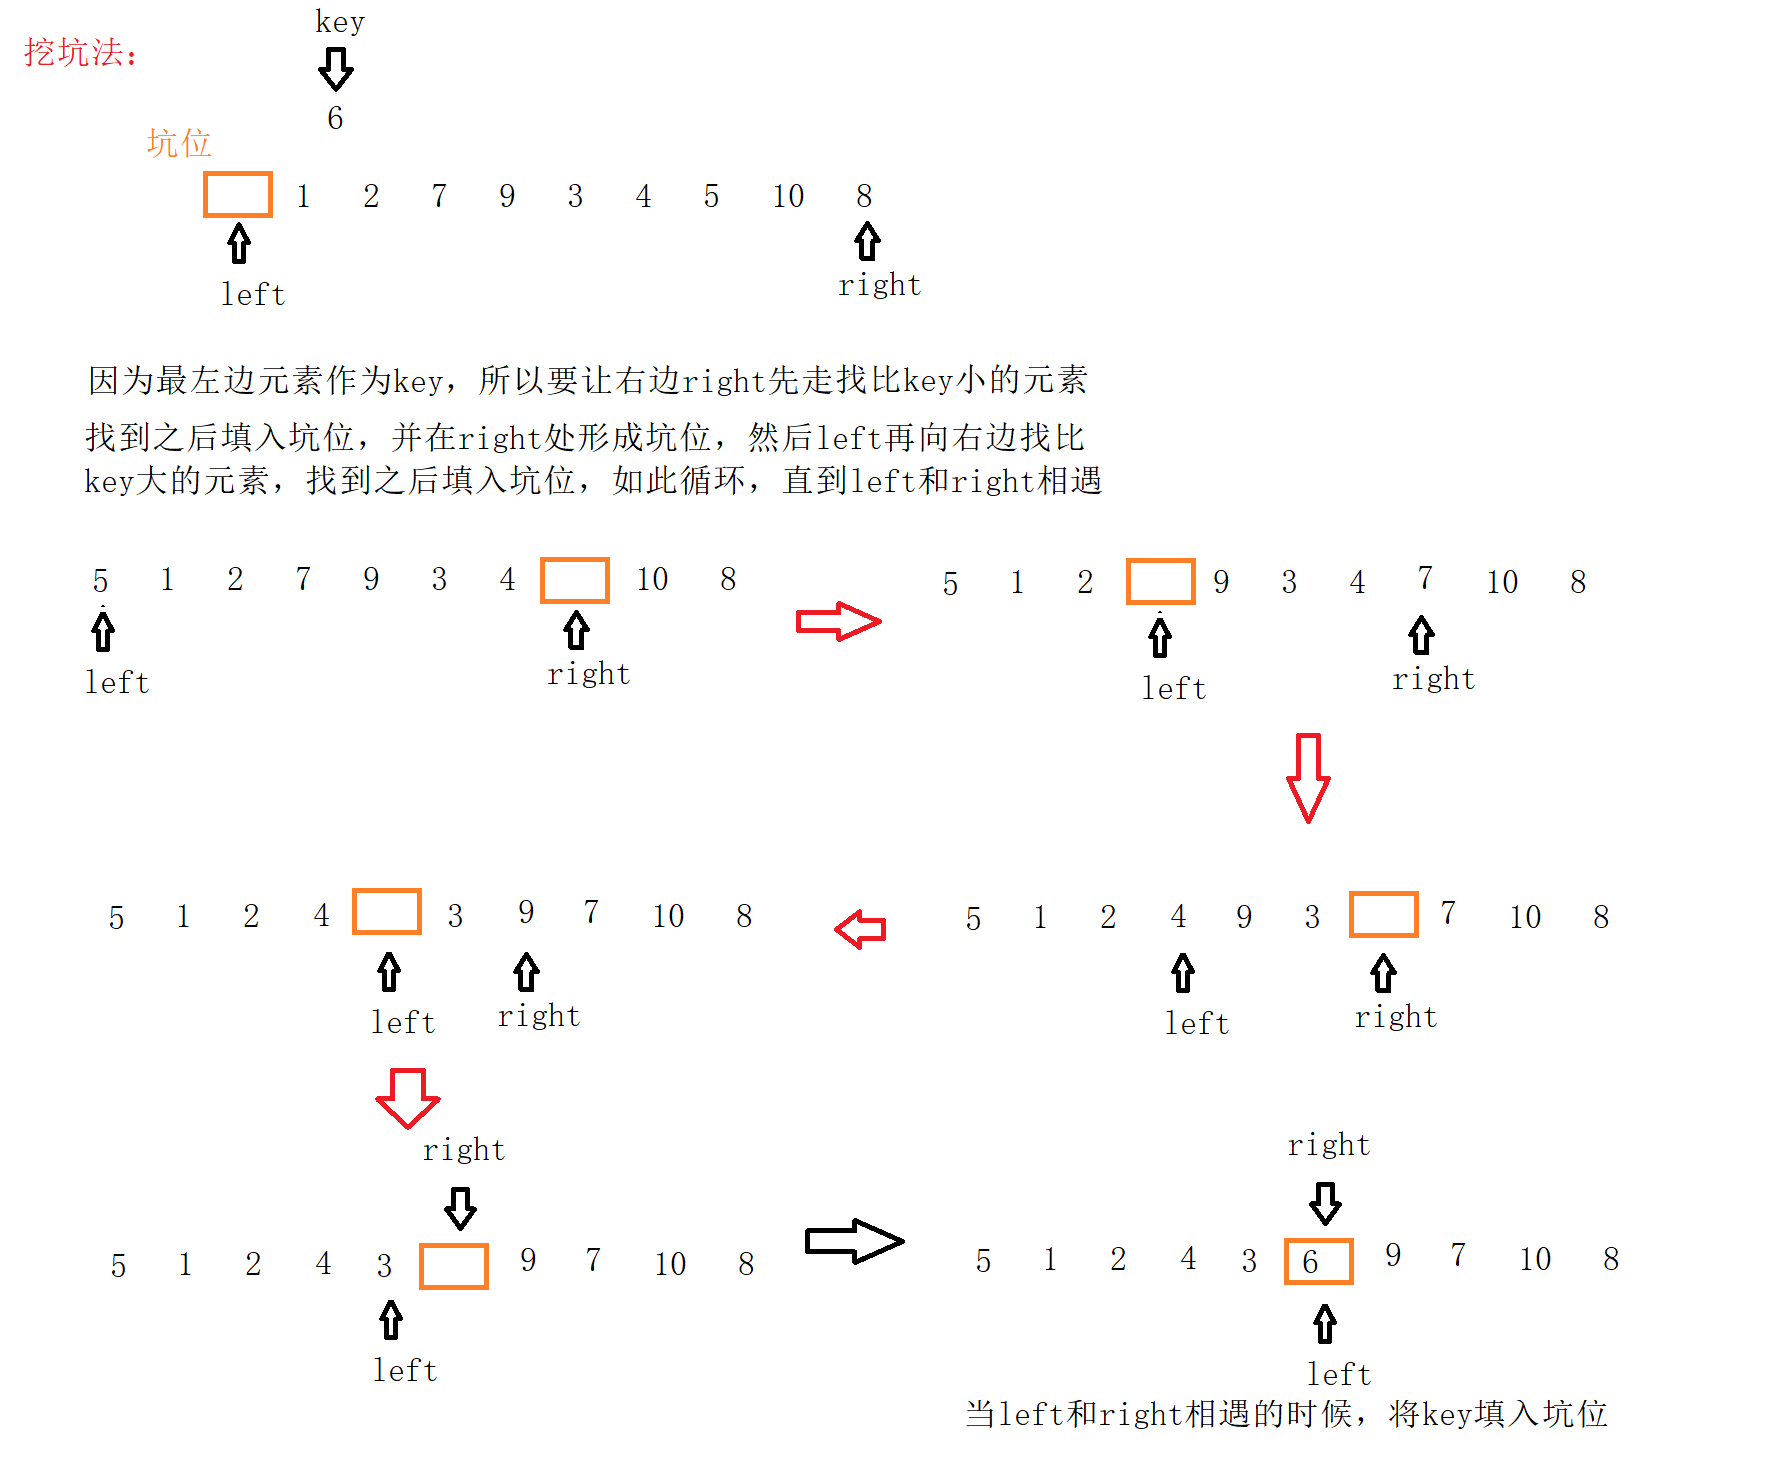 挖坑法：
key
6
坑位
1 2 7 9 3 4 5 10 8
left
right
因为最左边元素作为key，所以要让右边right先走找比key小的元素
找到之后填入坑位，并在right处形成坑位，然后left再向右边找比
key大的元素，找到之后填入坑位，如此循环，直到left和right相遇
5 1 2 7 9 3 4 10 8
left
right
5 1 2 9 3 4 7 10 8
left
right
5 1 2 4 3 9 7 10 8
left
right
5 1 2 4 9 3 7 10 8
left
right
right
5 1 2 4 3 9 7 10 8
left
right
5 1 2 4 3 6 9 7 10 8
left
当left和right相遇的时候，将key填入坑位